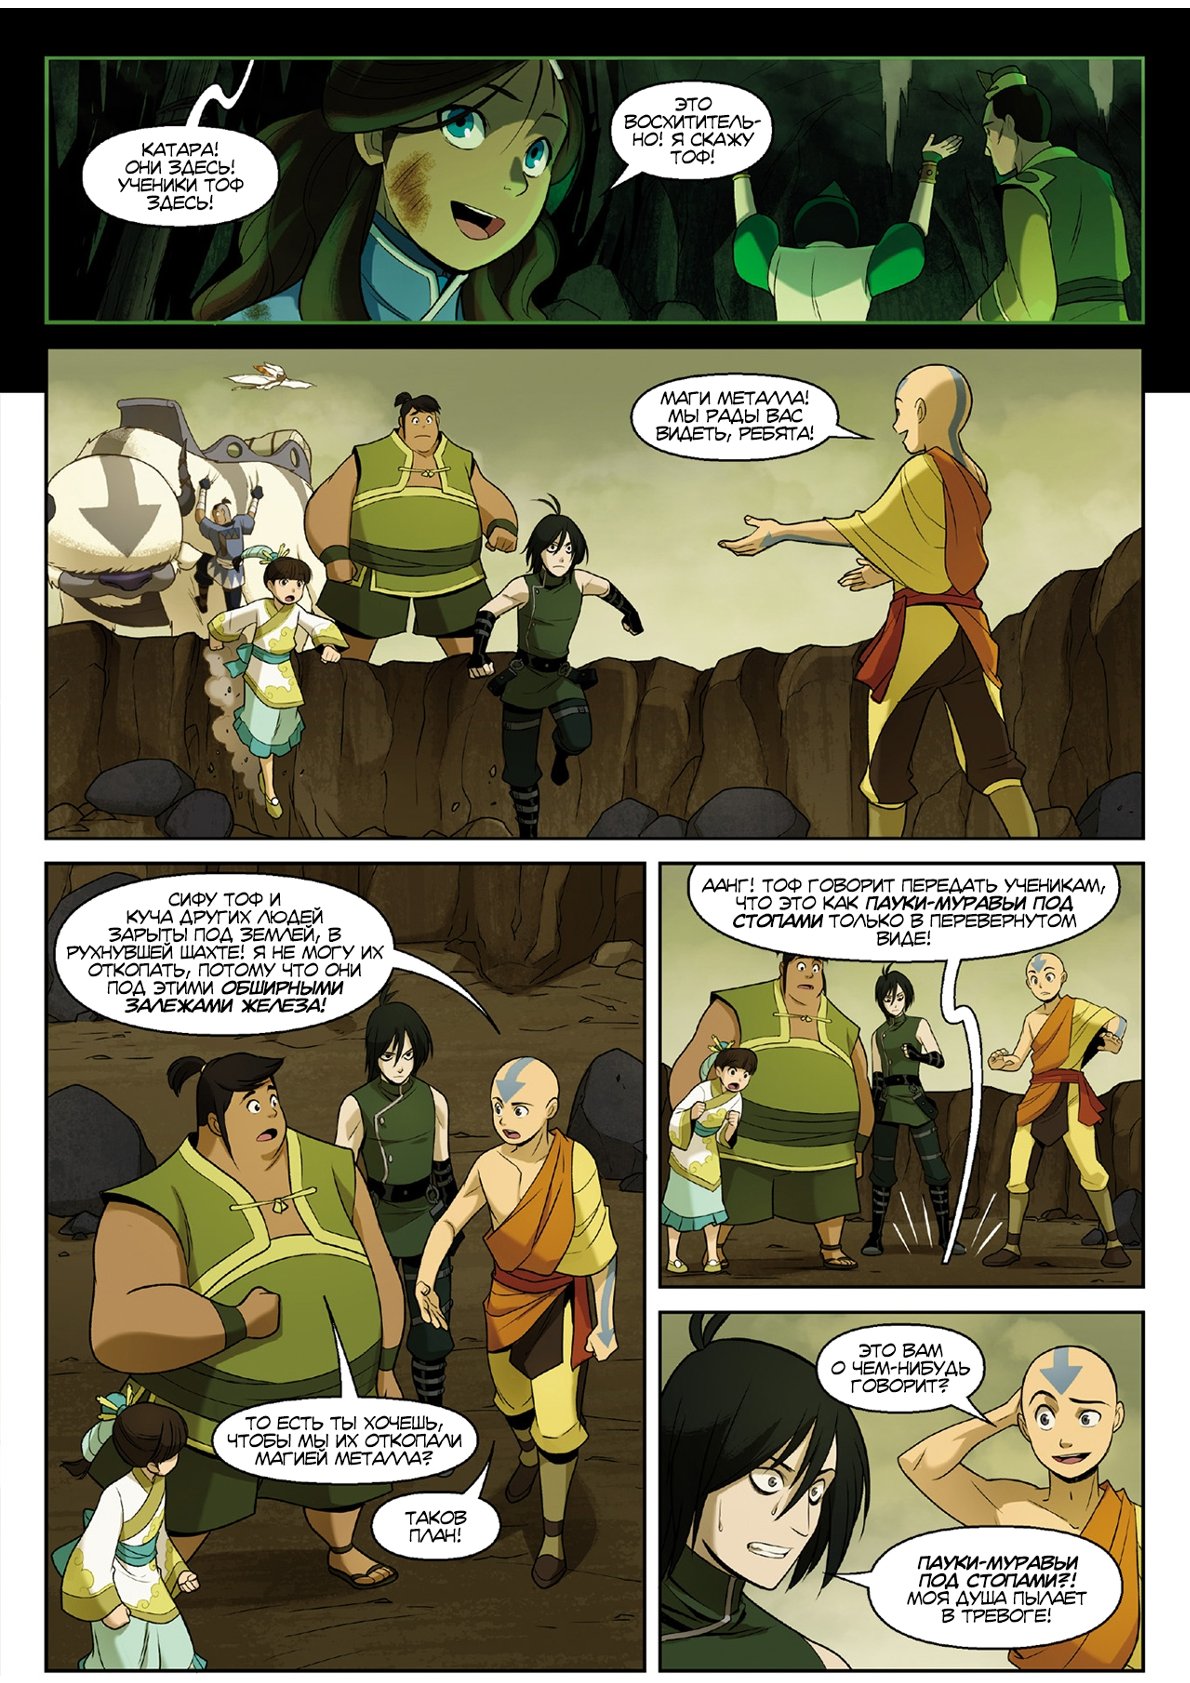 КАТАРА!
ОНИ ЗДЕСЬ!
УЧЕНИКИ ТОФ
ЗДЕСЬ!
ЭТО
ВОСХИТИТЕЛЬ-
НО! Я СКАЖУ
ТОФ!
МАГИ МЕТАЛЛА!
МЫ РАДЫ ВАС
ВИДЕТЬ, РЕБЯТА!
СИФУ ТОФ И
КУЧА ДРУГИХ ЛЮДЕЙ
ЗАРЫТЫ ПОД ЗЕМЛЕЙ, В
РУХНУВШЕЙ ШАХТЕ! Я НЕ МОГУ ИХ
ОТКОПАТЬ, ПОТОМУ ЧТО ОНИ
ПОД ЭТИМИ ОБШИРНЫМИ
ЗАЛЕЖАМИ ЖЕЛЕЗА!
ТО ЕСТЬ ТЫ ХОЧЕШЬ,
ЧТОБЫ МЫ ИХ ОТКОПАЛИ
МАГИЕЙ МЕТАЛЛА?
ТАКОВ
ПЛАН!
ААНГ! ТОФ ГОВОРИТ ПЕРЕДАТЬ УЧЕНИКАМ,
ЧТО ЭТО КАК ПАУКИ-МУРАВЬИ ПОД
СТОПАМИ ТОЛЬКО В ПЕРЕВЕРНУТОМ
ВИДЕ!
ЭТО ВАМ
О ЧЕМ-НИБУДЬ
ГОВОРИТ?
ПАУКИ-МУРАВЬИ
ПОД СТОПАМИ?!
МОЯ ДУША ПЫЛАЕТ
В ТРЕВОГЕ!